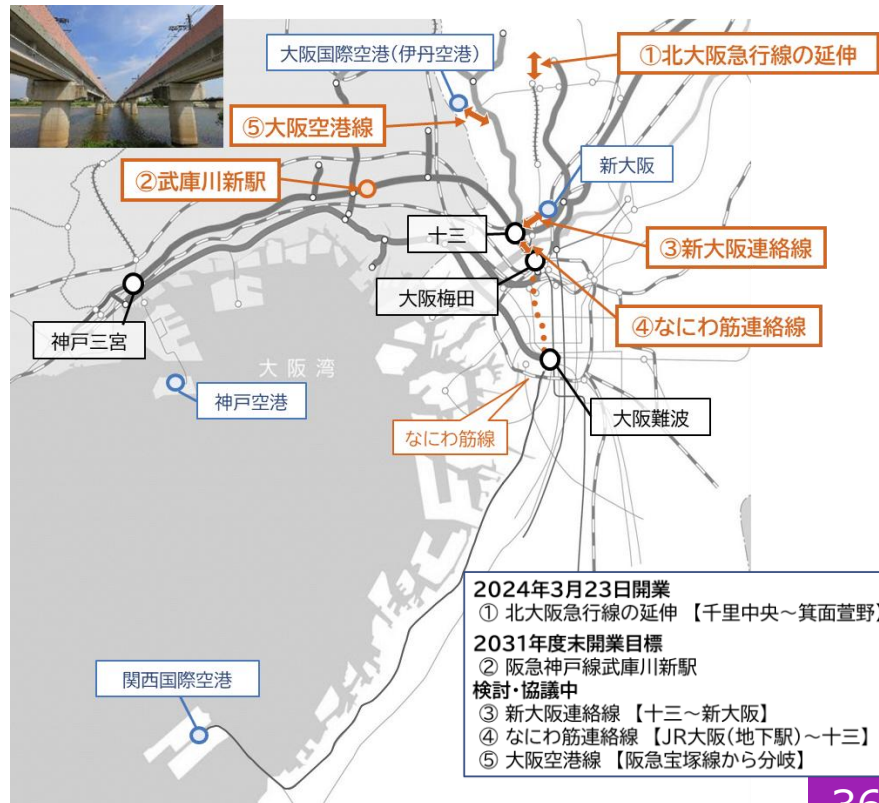 大阪国際空港(伊丹空港)
①北大阪急行線の延伸
⑤大阪空港線
②武庫川新駅
新大阪
十三
③新大阪連絡線
大阪梅田
④なにわ筋連絡線
神戸三宮
大阪湾
神戸空港
なにわ筋線
大阪難波
関西国際空港
2024年3月23日開業
① 北大阪急行線の延伸 【千里中央~箕面萱野】
2031年度末開業目標
② 阪急神戸線武庫川新駅
検討・協議中
③ 新大阪連絡線 【十三~新大阪】
④ なにわ筋連絡線 【JR大阪(地下駅)~十三】
⑤ 大阪空港線 【阪急宝塚線から分岐】
36